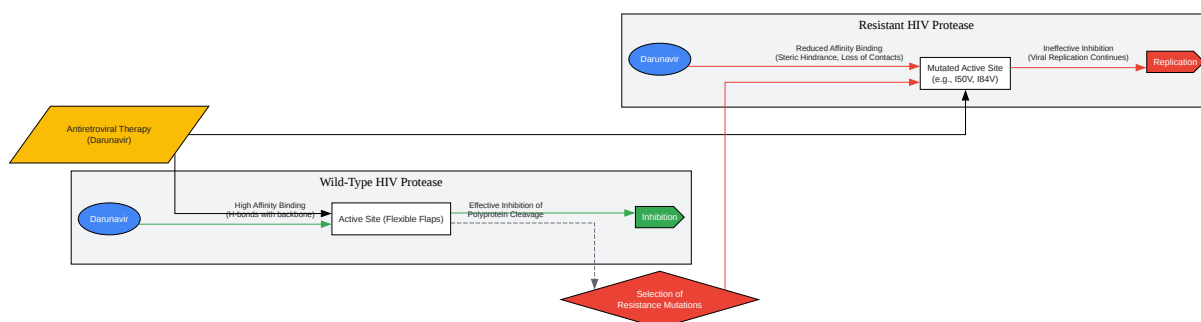 Resistant HIV Protease
Darunavir
Reduced Affinity Binding
(Steric Hindrance, Loss of Contacts)
Mutated Active Site
(e.g., I50V, I84V)
Ineffective Inhibition
(Viral Replication Continues)
Replication
Antiretroviral Therapy
(Darunavir)
Wild-Type HIV Protease
Darunavir
High Affinity Binding
(H-bonds with backbone)
Active Site (Flexible Flaps)
Effective Inhibition of
Polyprotein Cleavage
Inhibition
Selection of
Resistance Mutations